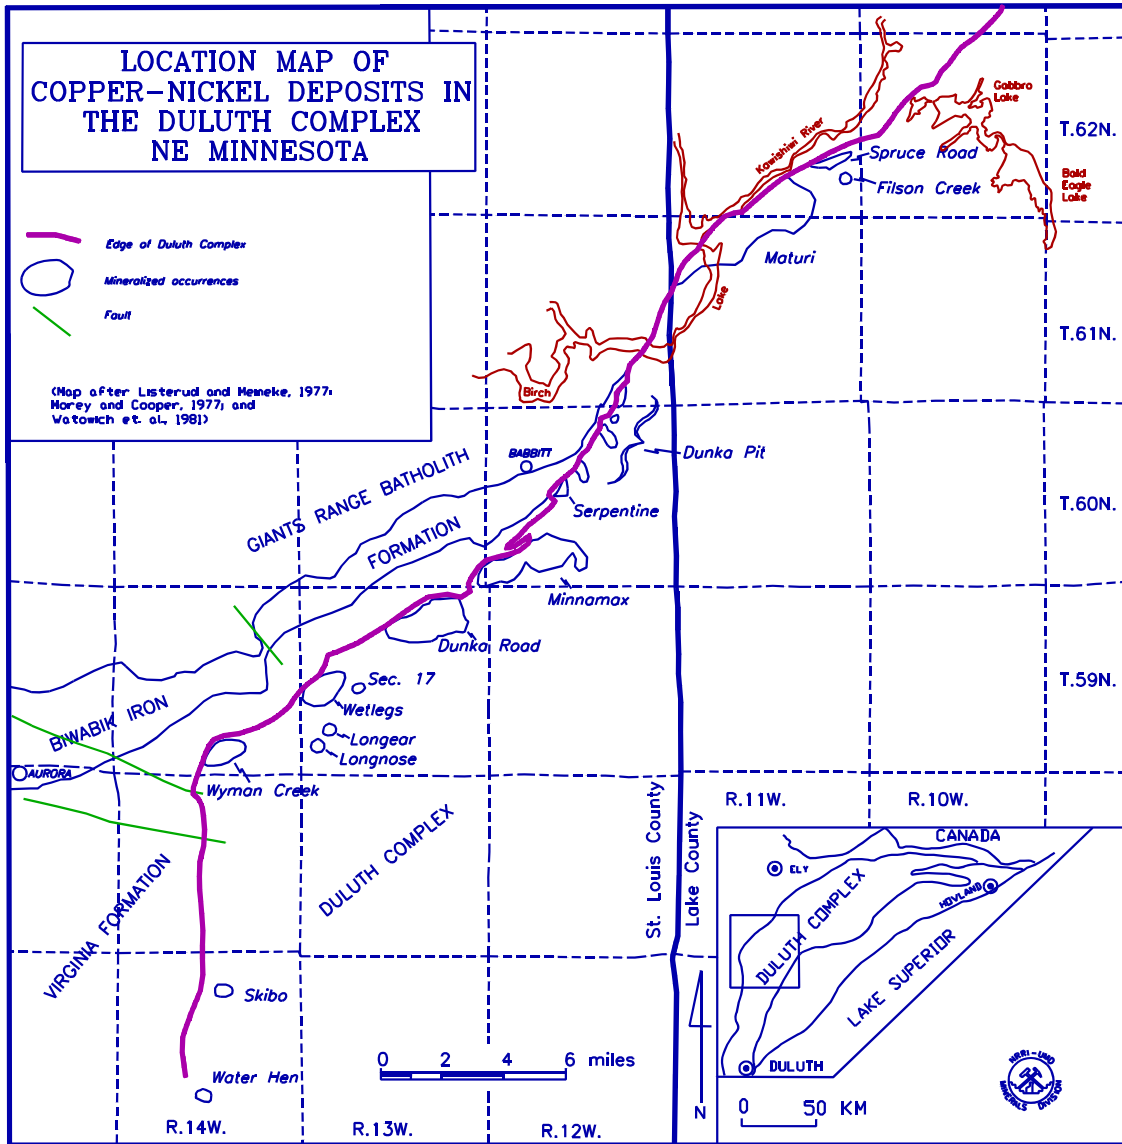 LOCATION MAP OF
COPPER-NICKEL DEPOSITS IN
THE DULUTH COMPLEX
NE MINNESOTA
Edge of Duluth Complex
Mineralized occurrences
Fault
(Map after Listerud and Meineke, 1977;
Morey and Cooper, 1977; and
Watowich et. al., 1981)
Gabbro
Lake
T.62N.
Kawishiwi River
Spruce Road
Filson Creek
Bald
Eagle
Lake
Maturi
Lake
T.61N.
Birch
Dunka Pit
BABBITT
GIANTS RANGE BATHOLITH
Serpentine
T.60N.
FORMATION
Minnamax
Dunka Road
Sec. 17
T.59N.
Wetlegs
BIWABIK IRON
Longear
Longnose
AURORA
Wyman Creek
R.11W.
R.10W.
St. Louis County
Lake County
DULUTH COMPLEX
VIRGINIA FORMATION
CANADA
ELY
HOVLAND
DULUTH COMPLEX
LAKE SUPERIOR
DULUTH
Skibo
Water Hen
0 2 4 6 miles
N
0 50 KM
NRRI-UMD
MINERALS DIVISION
R.14W.
R.13W.
R.12W.